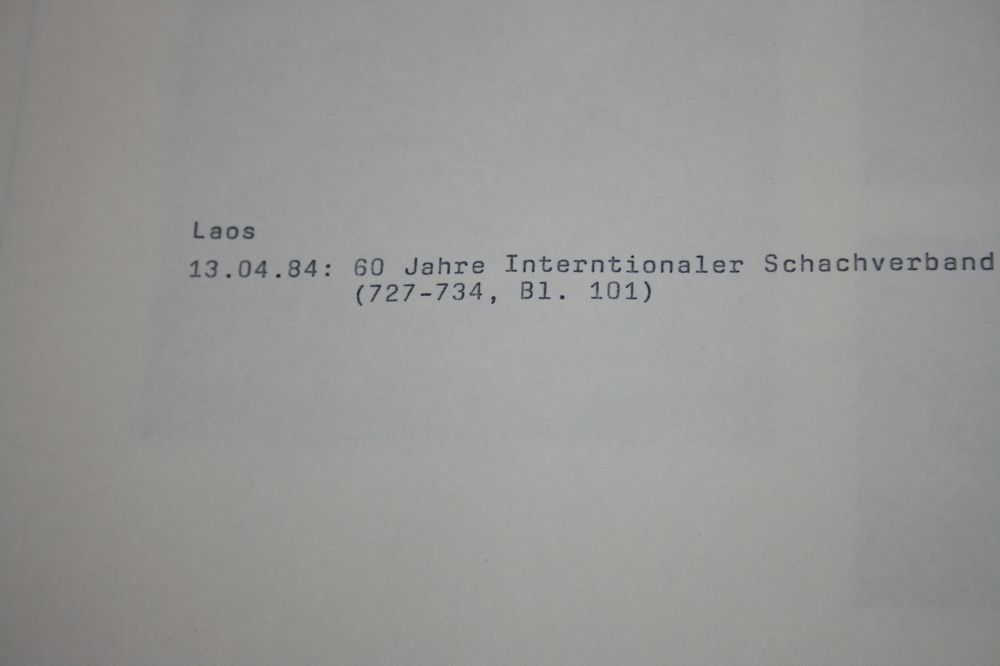 Laos
13.04.84: 60 Jahre Interntionaler Schachverband
(727-734, Bl. 101)